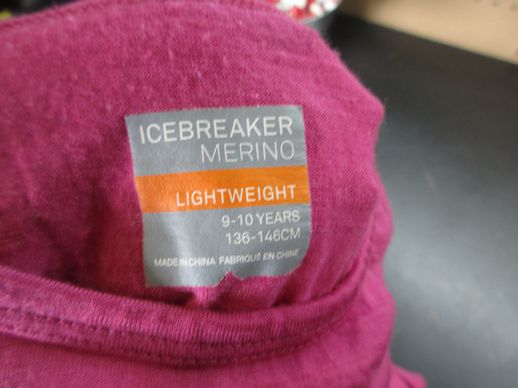 ICEBREAKER
MERINO
LIGHTWEIGHT
9-10 YEARS
136-146CM
MADE IN CHINA FABRIQUÉ EN CHINE